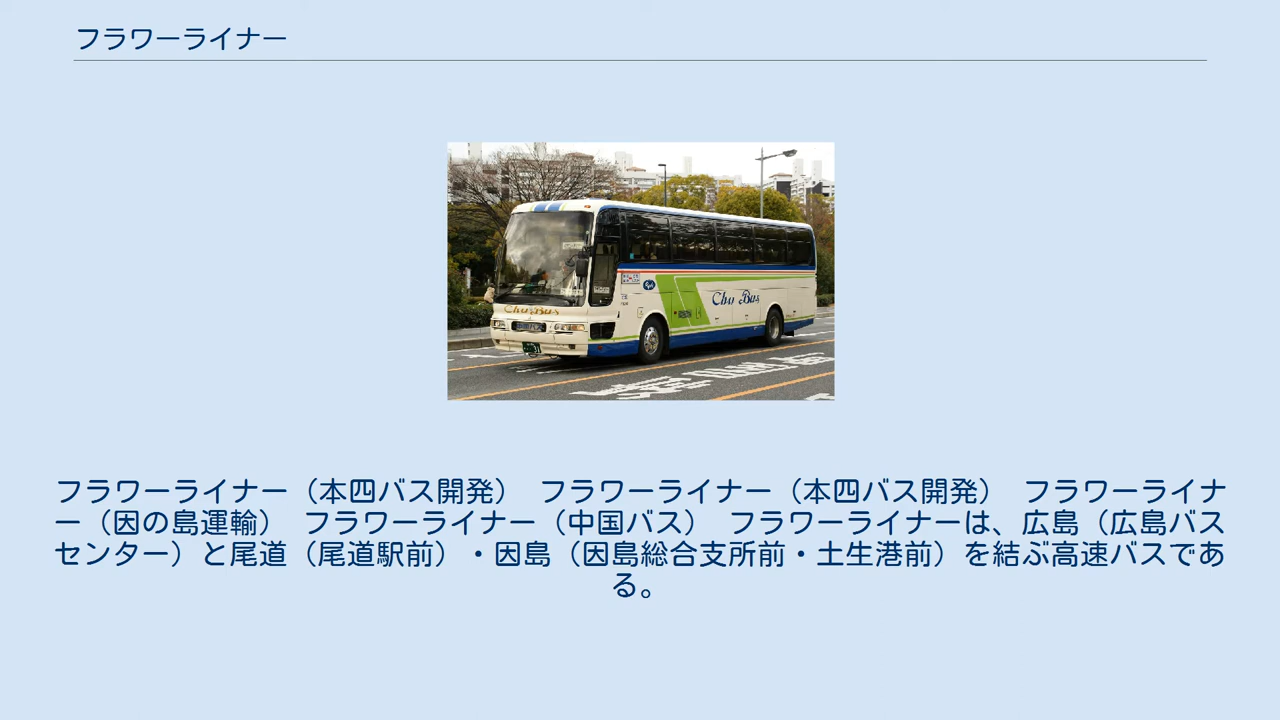 フラワーライナー
Chu Bus
Chu Bus
フラワーライナー（本四バス開発）　フラワーライナー（本四バス開発）　フラワーライナ
ー（因の島運輸）　フラワーライナー（中国バス）　フラワーライナーは、広島（広島バス
センター）と尾道（尾道駅前）・因島（因島総合支所前・土生港前）を結ぶ高速バスであ
る。